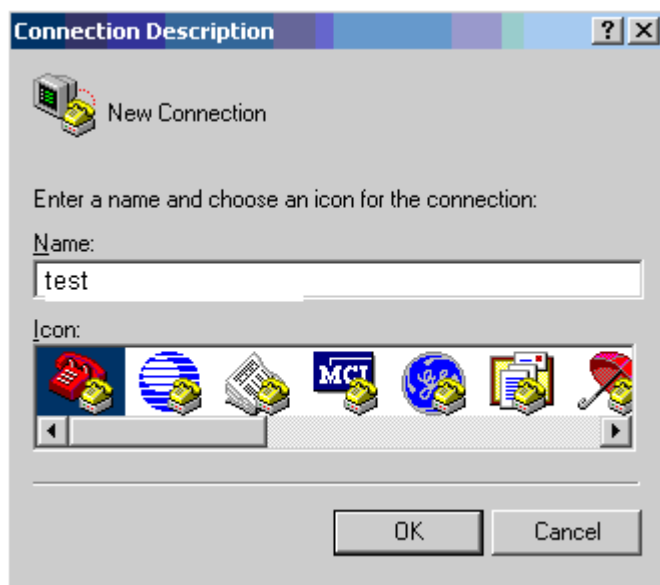 Connection Description
New Connection
Enter a name and choose an icon for the connection:
Name:
test
Icon:
MCI
OK Cancel